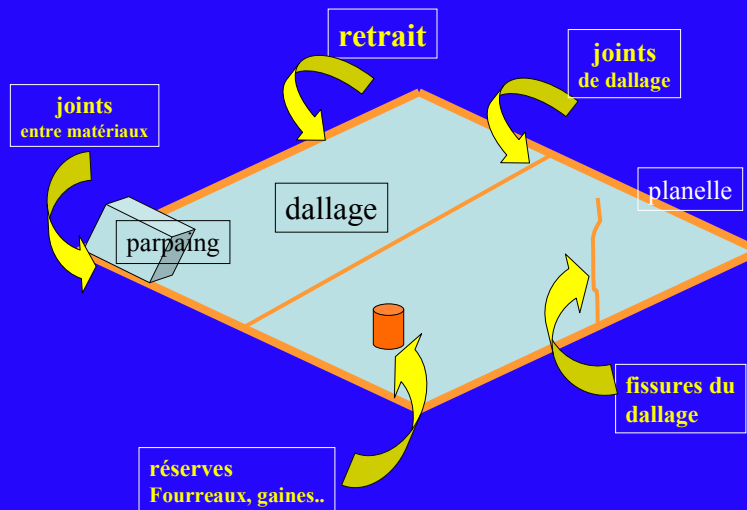 retrait
joints
de dallage
joints
entre matériaux
planelle
dallage
parpaing
fissures du
dallage
réserves
Fourreaux, gaines..